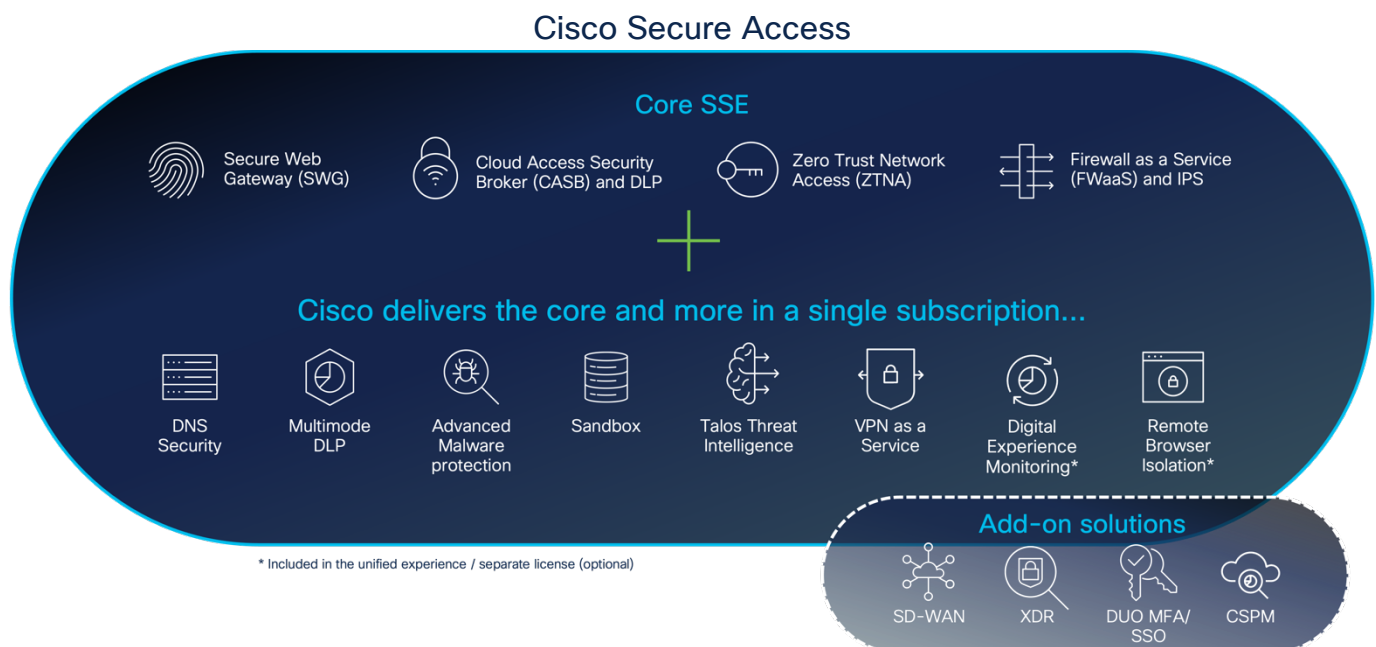 Cisco Secure Access
Core SSE
Secure Web
Gateway (SWG)
Cloud Access Security
Broker (CASB) and DLP
Zero Trust Network
Access (ZTNA)
Firewall as a Service
(FWaaS) and IPS
Cisco delivers the core and more in a single subscription...
DNS
Security
Multimode
DLP
Advanced
Malware
protection
Sandbox
Talos Threat
Intelligence
VPN as a
Service
Digital
Experience
Monitoring*
Remote
Browser
Isolation*
Add-on solutions
SD-WAN
XDR
DUO MFA/
SSO
CSPM
* Included in the unified experience / separate license (optional)